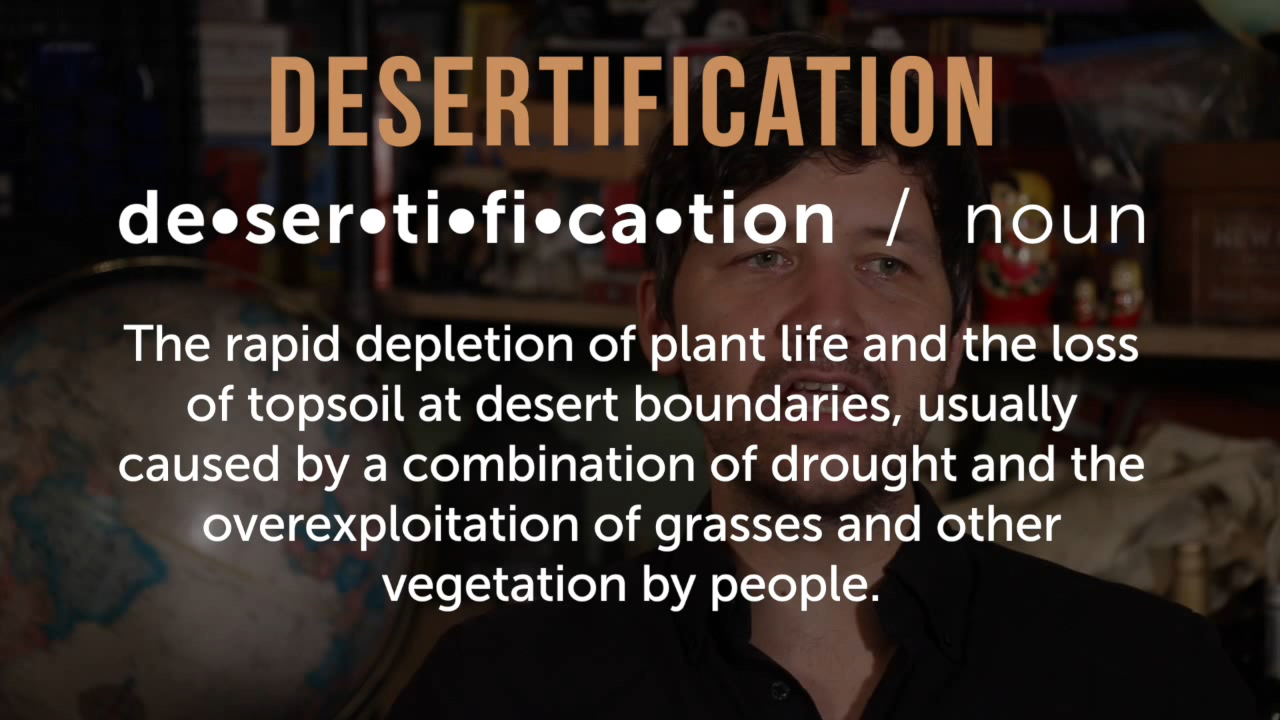 DESERTIFICATION
de•ser•ti•fi•ca•tion / noun
The rapid depletion of plant life and the loss
of topsoil at desert boundaries, usually
caused by a combination of drought and the
overexploitation of grasses and other
vegetation by people.